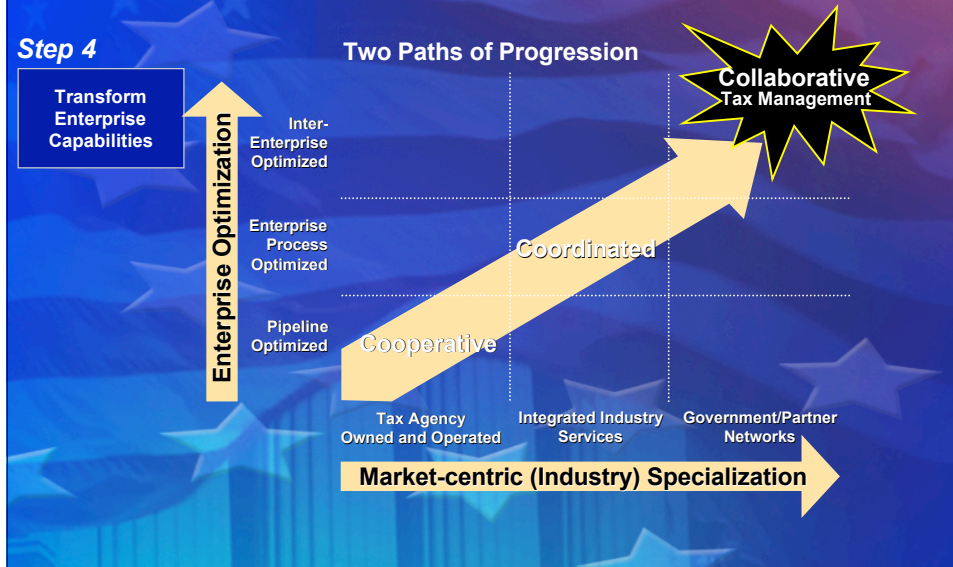 Step 4
Transform
Enterprise
Capabilities
Two Paths of Progression
Collaborative
Tax Management
Enterprise Optimization
Inter-
Enterprise
Optimized
Enterprise
Process
Optimized
Pipeline
Optimized
Coordinated
Cooperative
Tax Agency
Owned and Operated
Integrated Industry
Services
Government/Partner
Networks
Market-centric (Industry) Specialization